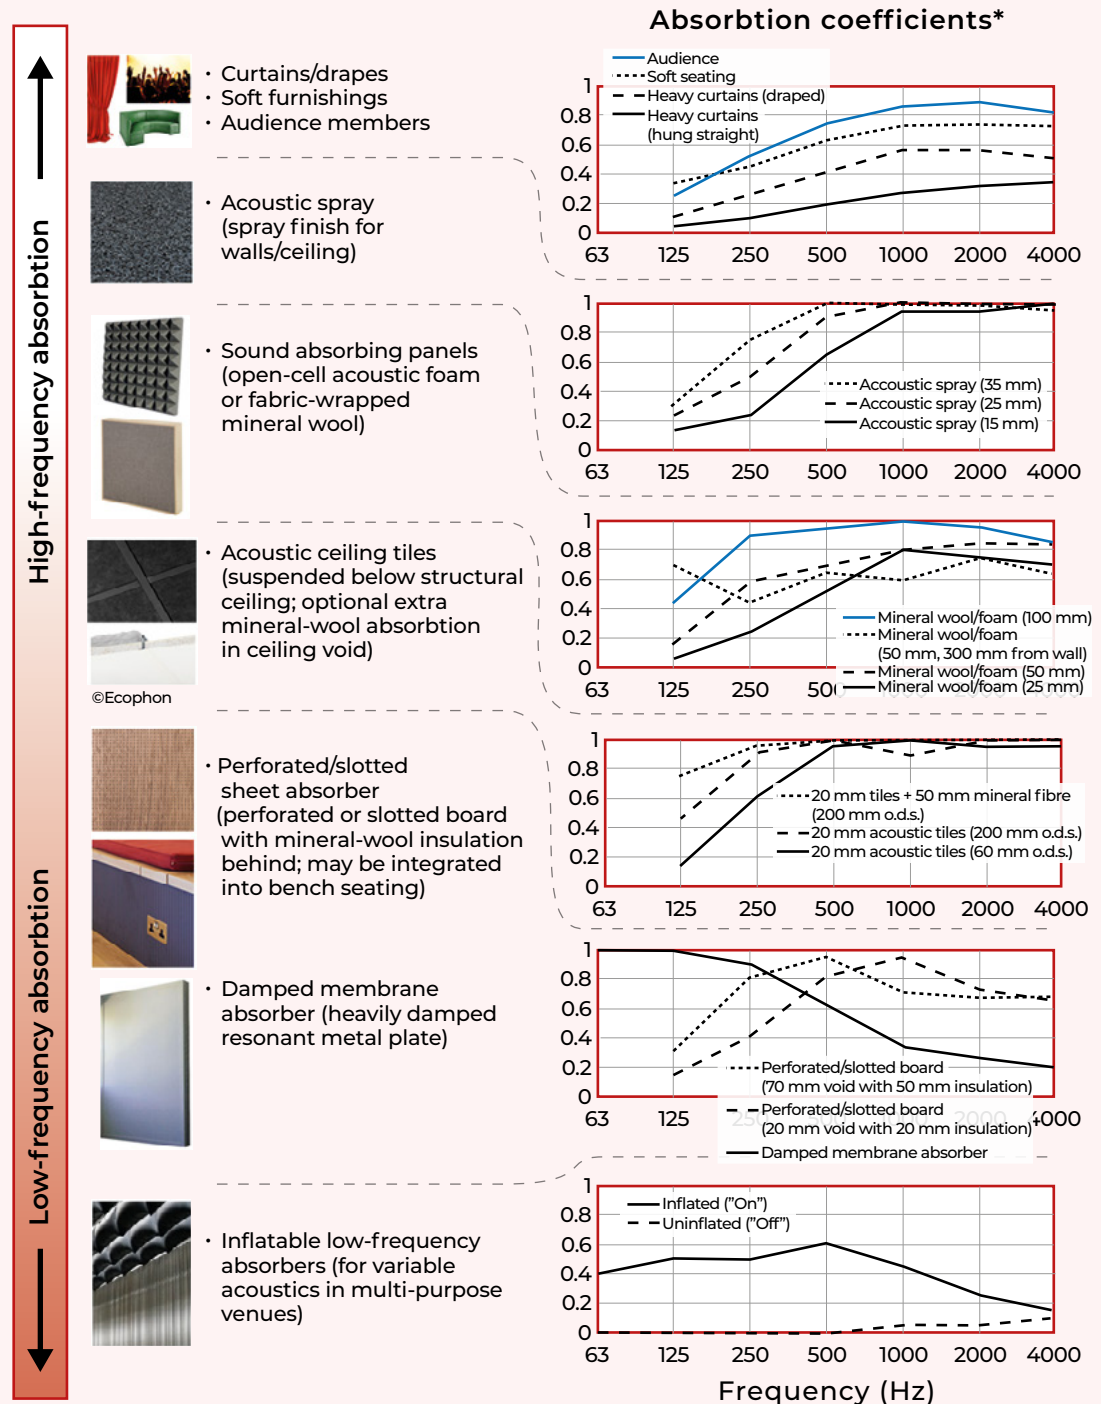 Absorbtion coefficients*
High-frequency absorbtion
Low-frequency absorbtion
· Curtains/drapes
· Soft furnishings
· Audience members
· Acoustic spray
(spray finish for
walls/ceiling)
· Sound absorbing panels
(open-cell acoustic foam
or fabric-wrapped
mineral wool)
· Acoustic ceiling tiles
(suspended below structural
ceiling; optional extra
mineral-wool absorbtion
in ceiling void)
©Ecophon
· Perforated/slotted
sheet absorber
(perforated or slotted board
with mineral-wool insulation
behind; may be integrated
into bench seating)
· Damped membrane
absorber (heavily damped
resonant metal plate)
· Inflatable low-frequency
absorbers (for variable
acoustics in multi-purpose
venues)
Audience
Soft seating
Heavy curtains (draped)
Heavy curtains
(hung straight)
1
0.8
0.6
0.4
0.2
0
63 125 250 500 1000 2000 4000
1
0.8
0.6
0.4
0.2
0
Accoustic spray (35 mm)
Accoustic spray (25 mm)
Accoustic spray (15 mm)
63 125 250 500 1000 2000 4000
1
0.8
0.6
0.4
0.2
0
Mineral wool/foam (100 mm)
Mineral wool/foam
(50 mm, 300 mm from wall)
Mineral wool/foam (50 mm)
Mineral wool/foam (25 mm)
63 125 250 500 1000 2000 4000
1
0.8
0.6
0.4
0.2
0
20 mm tiles + 50 mm mineral fibre
(200 mm o.d.s.)
20 mm acoustic tiles (200 mm o.d.s.)
20 mm acoustic tiles (60 mm o.d.s.)
63 125 250 500 1000 2000 4000
1
0.8
0.6
0.4
0.2
0
Perforated/slotted board
(70 mm void with 50 mm insulation)
Perforated/slotted board
(20 mm void with 20 mm insulation)
Damped membrane absorber
63 125 250 500 1000 2000 4000
1
0.8
0.6
0.4
0.2
0
Inflated ("On")
Uninflated ("Off")
63 125 250 500 1000 2000 4000
Frequency (Hz)